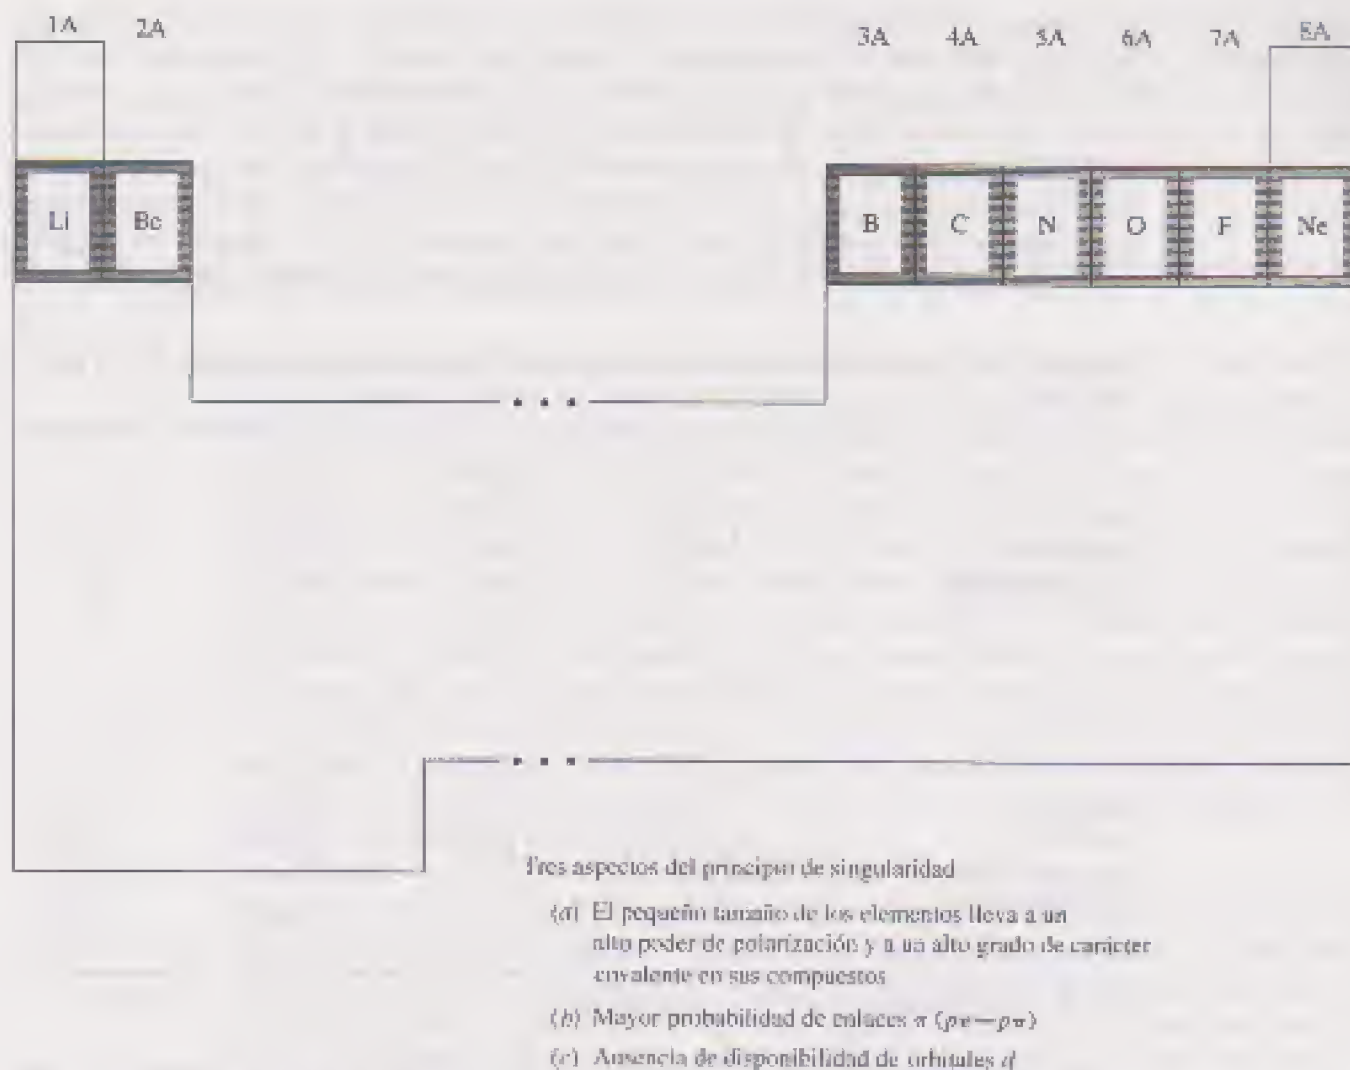 1A 2A 3A 4A 5A 6A 7A 8A
Li Be B C N O F Ne
Tres aspectos del principio de singularidad
(a) El pequeño tamaño de los elementos lleva a un
alto poder de polarización y a un alto grado de carácter
covalente en sus compuestos
(b) Mayor probabilidad de enlaces π (pπ—pπ)
(c) Ausencia de disponibilidad de orbitales d